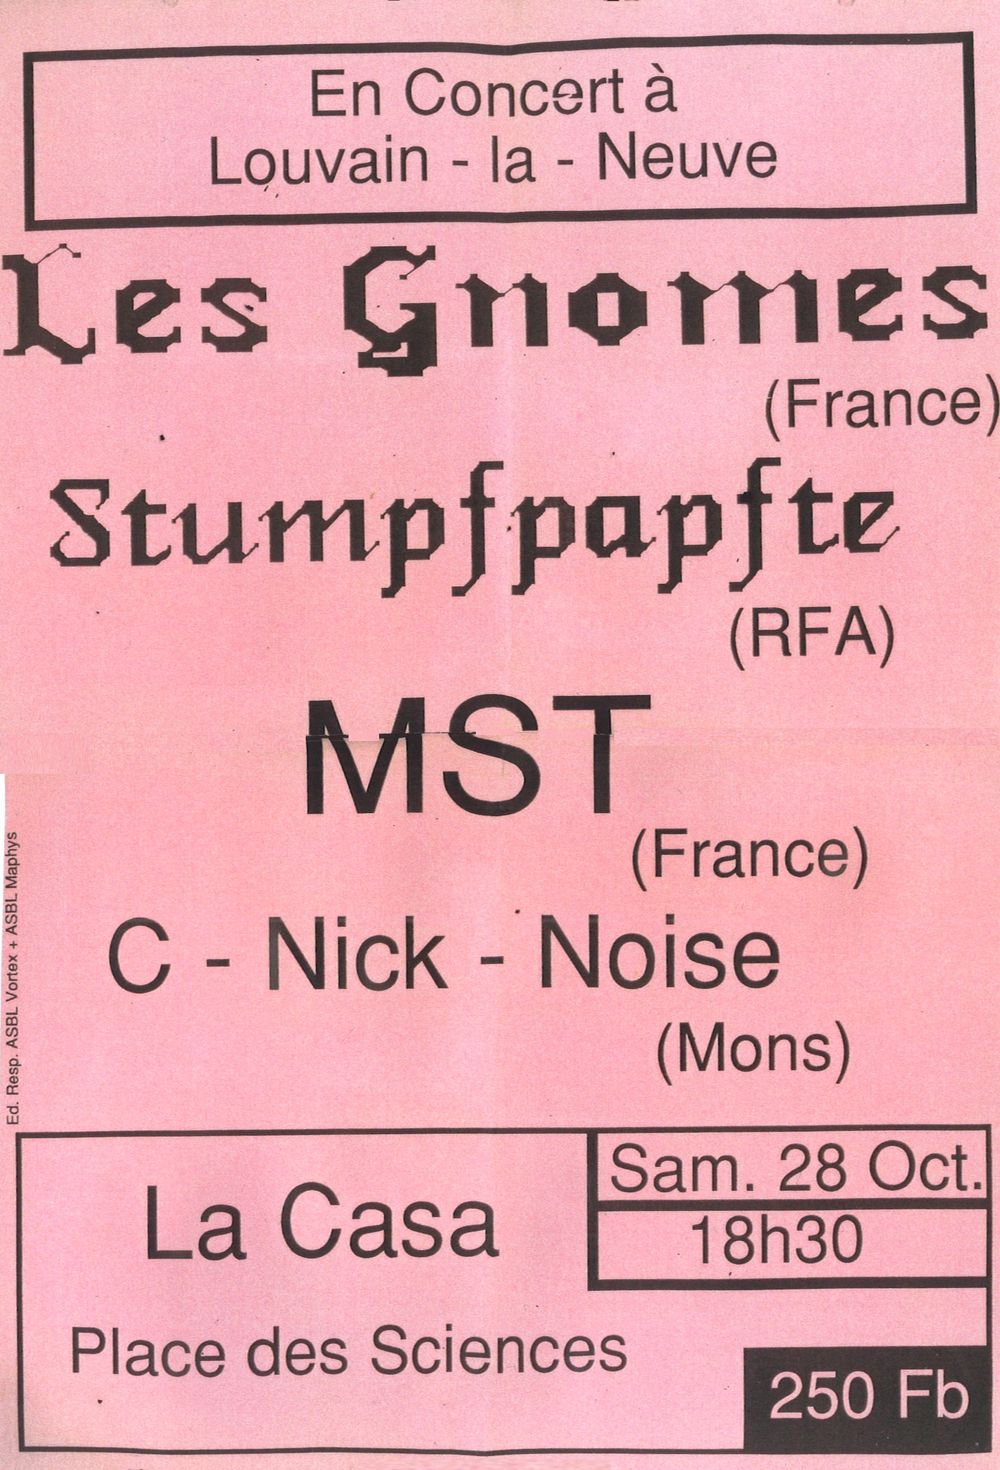 En Concert à
Louvain - la - Neuve
Les Gnomes
(France)
Stumpfpapfte
(RFA)
MST
(France)
C - Nick - Noise
(Mons)
Ed. Resp. ASBL Vortex + ASBL Maphys
La Casa
Sam. 28 Oct.
18h30
Place des Sciences
250 Fb